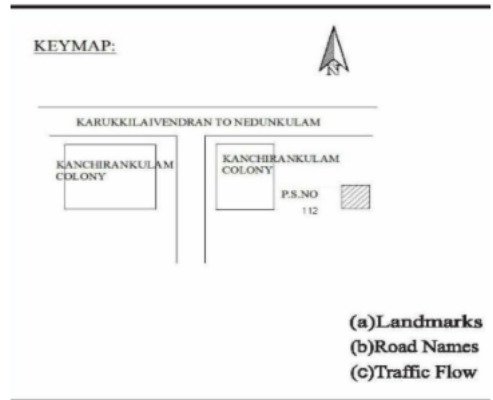 KEYMAP:
N
KARUKKILAIVENDRAN TO NEDUNKULAM
KANCHIRANKULAM
COLONY
KANCHIRANKULAM
COLONY
P.S.NO
112
(a)Landmarks
(b)Road Names
(c)Traffic Flow